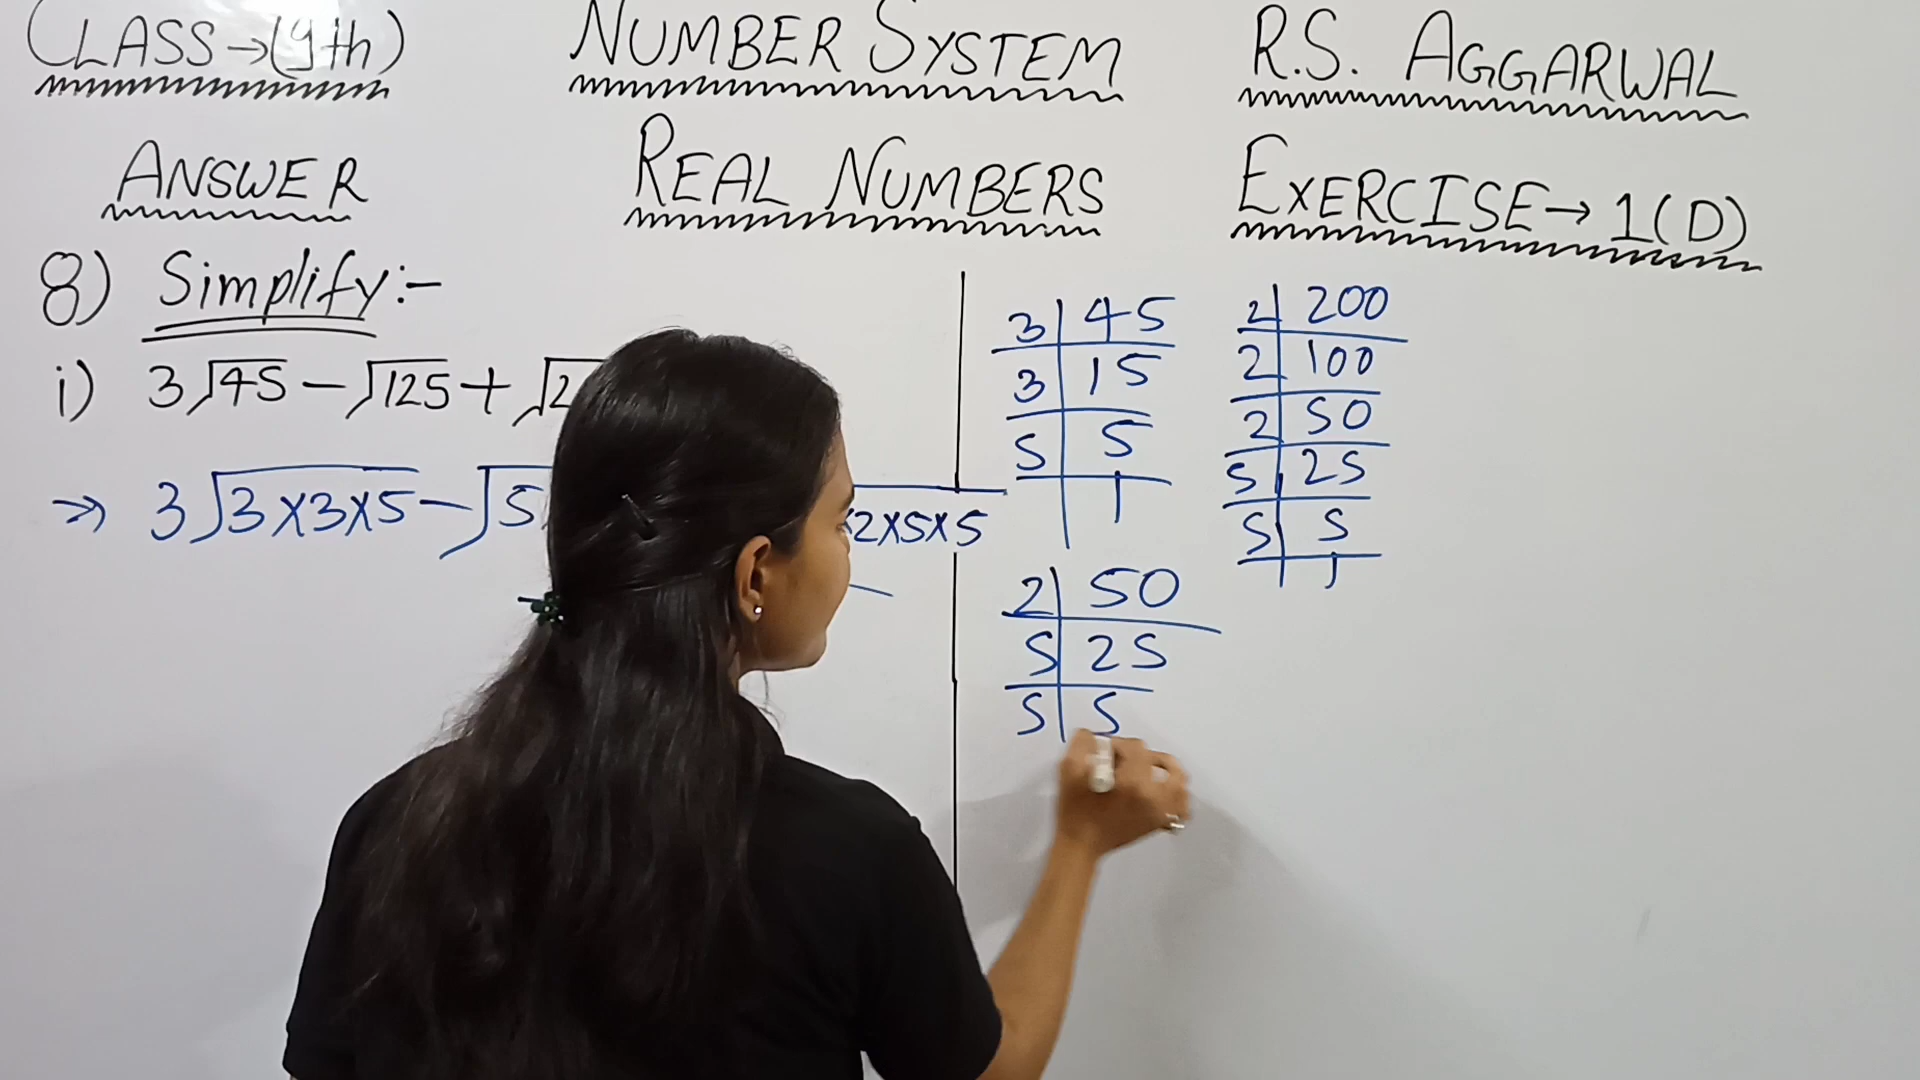 CLASS→(9th) NUMBER SYSTEM R.S. AGGARWAL
ANSWER REAL NUMBERS EXERCISE→ 1(D)
8) Simplify:-
i) 3√45 − √125 + √2
⇒ 3√3×3×5 − √5 ×2×5×5
3 | 45
3 | 15
5 | 5
1
2 | 200
2 | 100
2 | 50
5 | 25
5 | 5
1
2 | 50
5 | 25
5 | 5